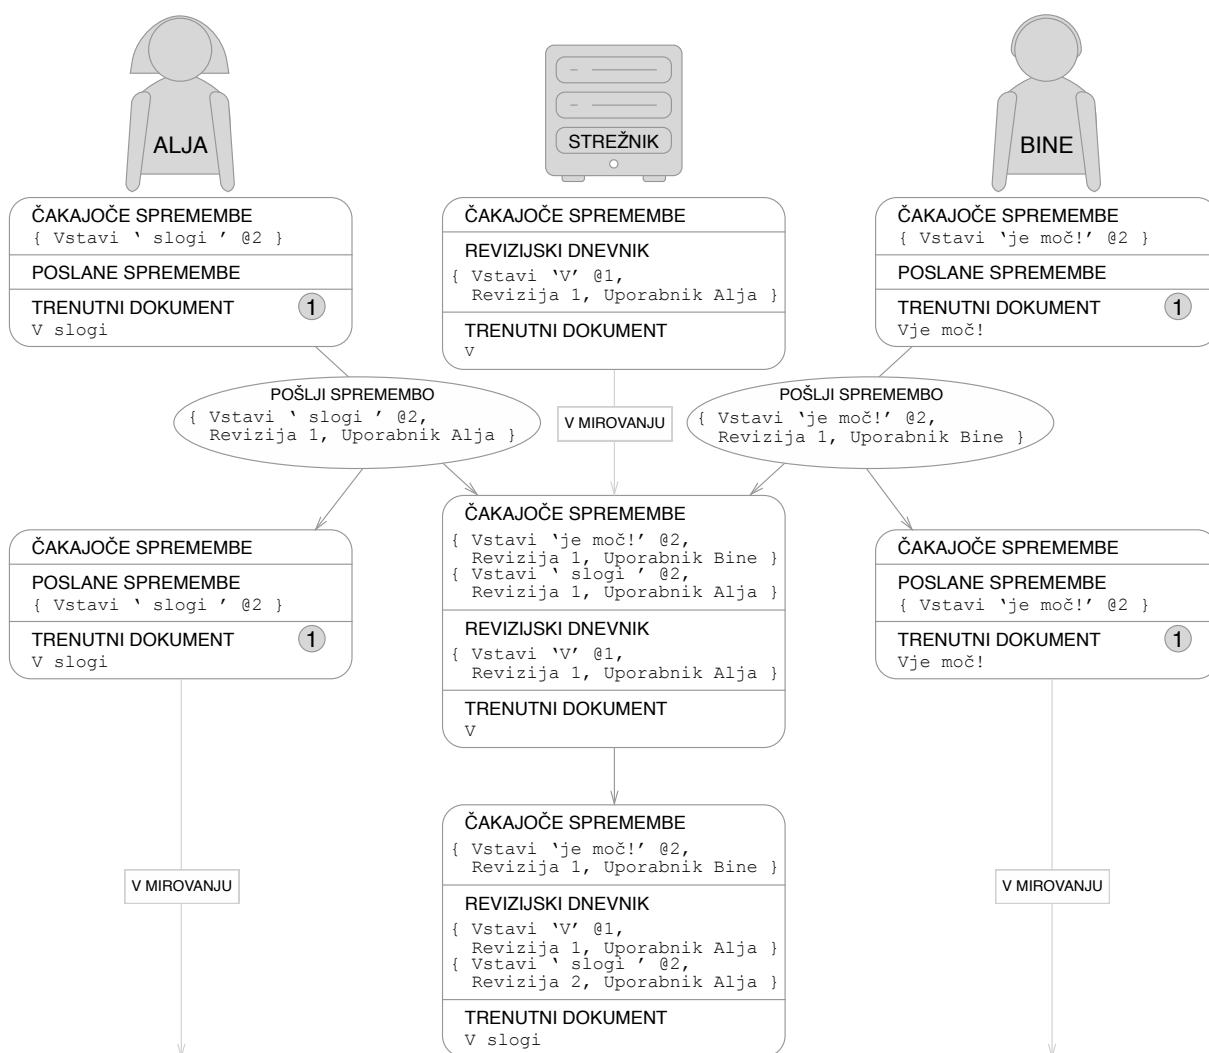 ALJA
STREŽNIK
BINE
ČAKAJOČE SPREMEMBE
{ Vstavi ‘ slogi ’ @2 }
POSLANE SPREMEMBE
TRENUTNI DOKUMENT
1
V slogi
ČAKAJOČE SPREMEMBE
REVIZIJSKI DNEVNIK
{ Vstavi ‘V’ @1,
Revizija 1, Uporabnik Alja }
TRENUTNI DOKUMENT
V
ČAKAJOČE SPREMEMBE
{ Vstavi ‘je moč!’ @2 }
POSLANE SPREMEMBE
TRENUTNI DOKUMENT
1
Vje moč!
POŠLJI SPREMEMBO
{ Vstavi ‘ slogi ’ @2,
Revizija 1, Uporabnik Alja }
V MIROVANJU
POŠLJI SPREMEMBO
{ Vstavi ‘je moč!’ @2,
Revizija 1, Uporabnik Bine }
ČAKAJOČE SPREMEMBE
POSLANE SPREMEMBE
{ Vstavi ‘ slogi ’ @2 }
TRENUTNI DOKUMENT
1
V slogi
ČAKAJOČE SPREMEMBE
{ Vstavi ‘je moč!’ @2,
Revizija 1, Uporabnik Bine }
{ Vstavi ‘ slogi ’ @2,
Revizija 1, Uporabnik Alja }
REVIZIJSKI DNEVNIK
{ Vstavi ‘V’ @1,
Revizija 1, Uporabnik Alja }
TRENUTNI DOKUMENT
V
ČAKAJOČE SPREMEMBE
POSLANE SPREMEMBE
{ Vstavi ‘je moč!’ @2 }
TRENUTNI DOKUMENT
1
Vje moč!
V MIROVANJU
ČAKAJOČE SPREMEMBE
{ Vstavi ‘je moč!’ @2,
Revizija 1, Uporabnik Bine }
REVIZIJSKI DNEVNIK
{ Vstavi ‘V’ @1,
Revizija 1, Uporabnik Alja }
{ Vstavi ‘ slogi ’ @2,
Revizija 2, Uporabnik Alja }
TRENUTNI DOKUMENT
V slogi
V MIROVANJU